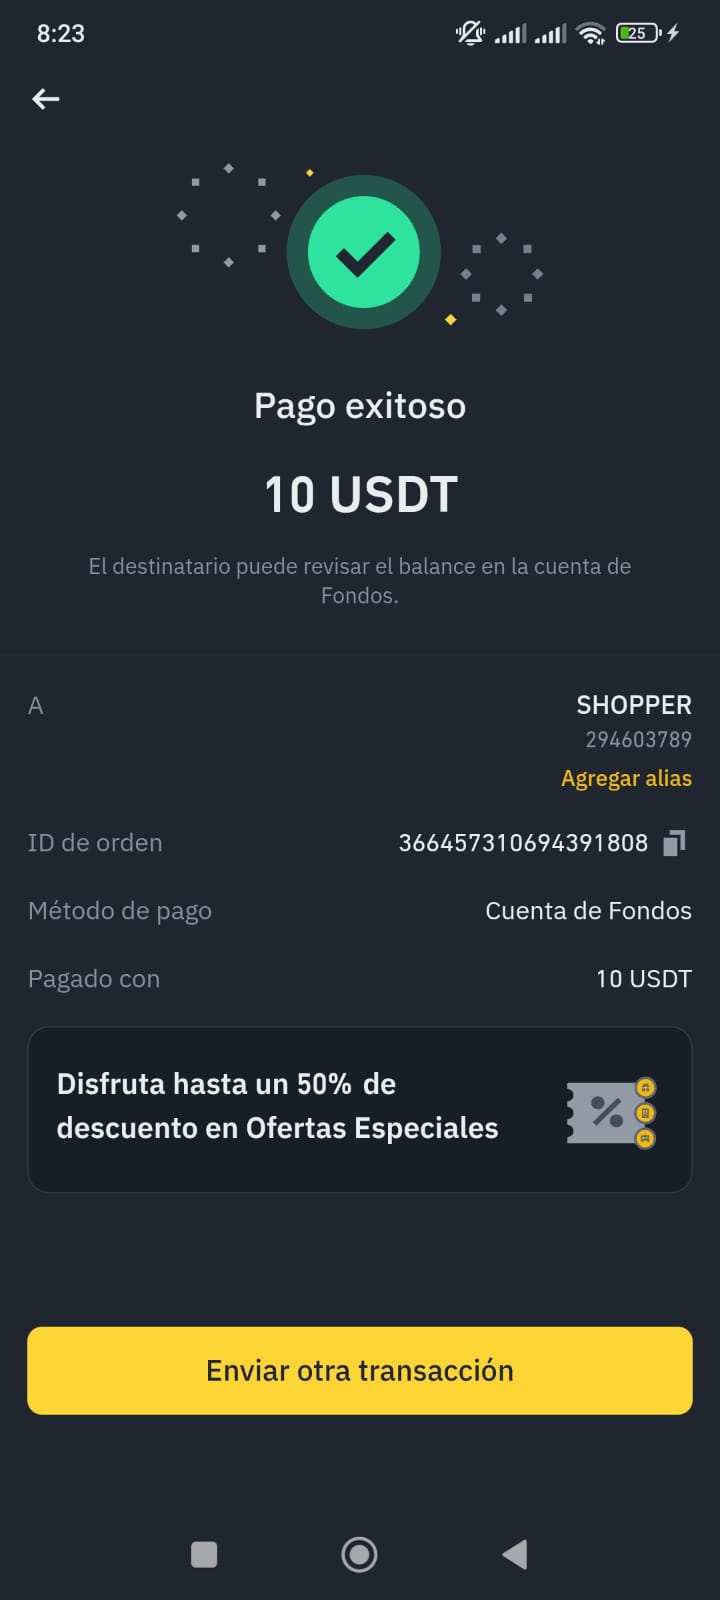 8:23
25
Pago exitoso
10 USDT
El destinatario puede revisar el balance en la cuenta de
Fondos.
A
SHOPPER
294603789
Agregar alias
ID de orden
366457310694391808
Método de pago
Cuenta de Fondos
Pagado con
10 USDT
Disfruta hasta un 50% de
descuento en Ofertas Especiales
%
Enviar otra transacción